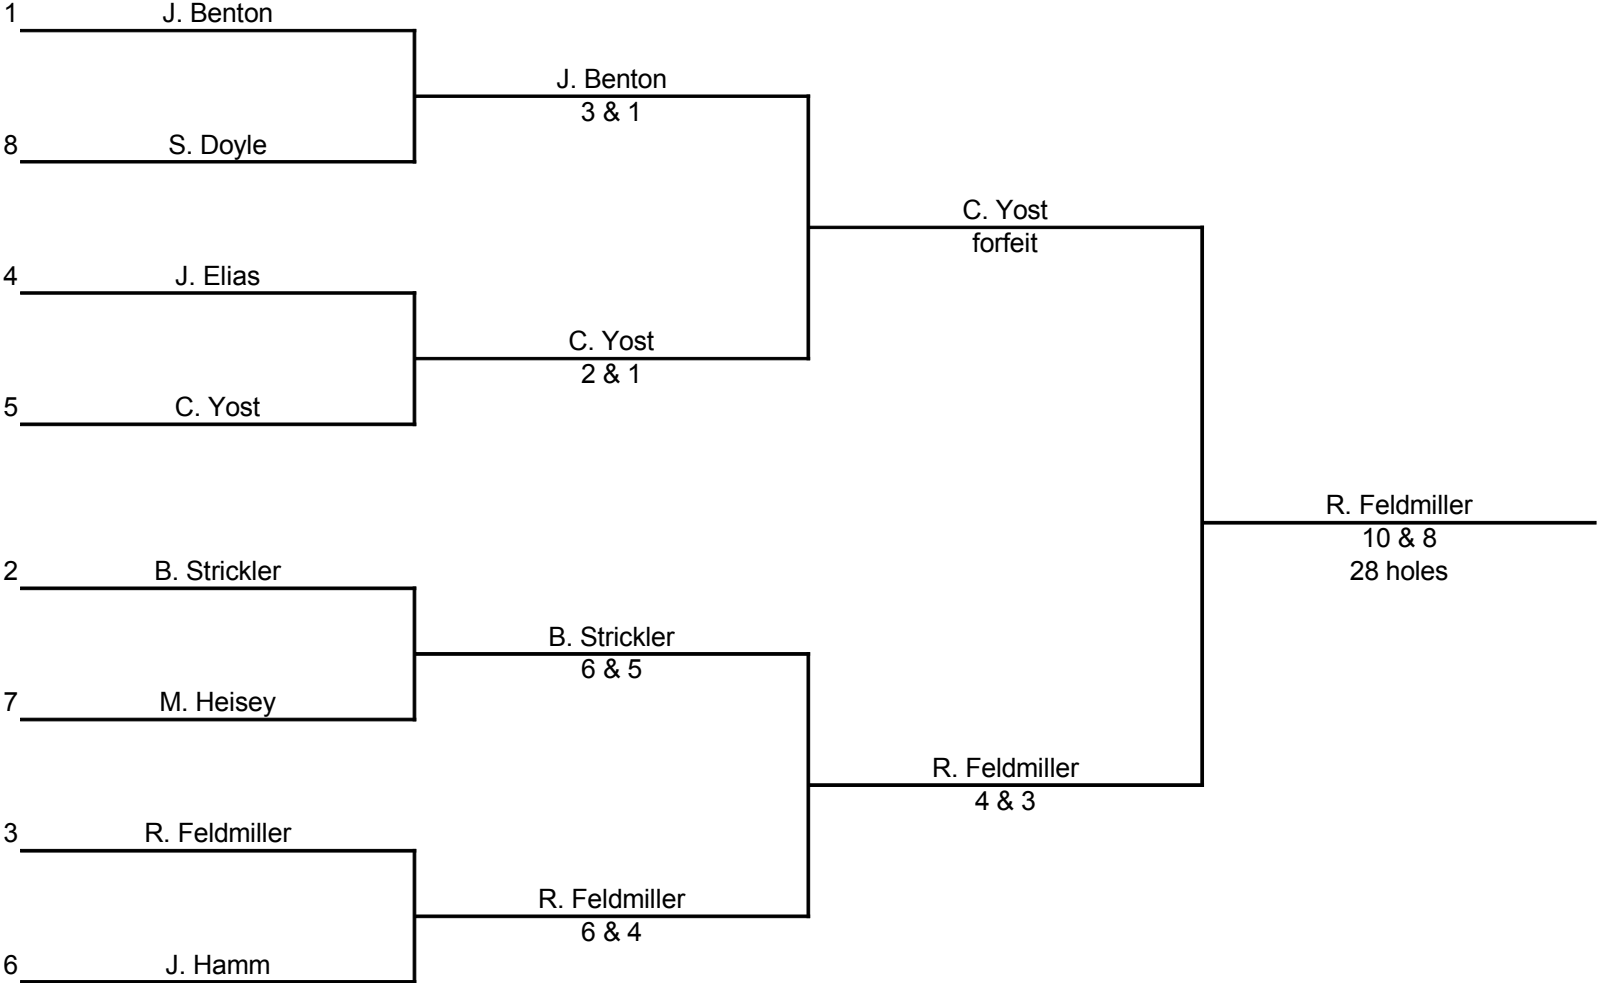 1 J. Benton
J. Benton
3 & 1
8 S. Doyle
C. Yost
forfeit
4 J. Elias
C. Yost
2 & 1
5 C. Yost
R. Feldmiller
10 & 8
28 holes
2 B. Strickler
B. Strickler
6 & 5
7 M. Heisey
R. Feldmiller
4 & 3
3 R. Feldmiller
R. Feldmiller
6 & 4
6 J. Hamm